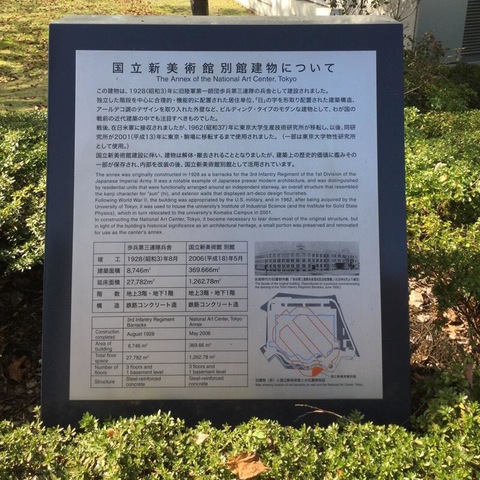 国立新美術館別館建物について
The Annex of the National Art Center, Tokyo
この建物は、1928(昭和3)年に旧陸軍第一師団歩兵第三連隊の兵舎として建設されました。
独立した階段を中心に合理的・機能的に配置された居住単位、「日」の字を形取り配置された建築構造、
アールデコ調のデザインを取り入れた外壁など、ビルディング・タイプのモダンな建物として、わが国の
戦前の近代建築の中でも注目すべきものでした。
戦後、在日米軍に接収されましたが、1962(昭和37)年に東京大学生産技術研究所が移転し、以後、同研
究所が2001(平成13)年に東京・駒場に移転するまで使用されました。(一部は東京大学物性研究所
として使用。)
国立新美術館建設に伴い、建物は解体・撤去されることとなりましたが、建築上の歴史的価値に鑑みその
一部が保存され、内部を改装の後、国立新美術館別館として活用されています。
The annex was originally constructed in 1928 as a barracks for the 3rd Infantry Regiment of the 1st Division of the
Japanese Imperial Army. It was a notable example of Japanese prewar modern architecture, and was distinguished
by residential units that were functionally arranged around an independent stairway, an overall structure that resembled
the kanji character for "sun" (日), and exterior walls that displayed art-deco design flourishes.
Following World War II, the building was appropriated by the U.S. military, and in 1962, after being acquired by the
University of Tokyo, it was used to house the university's Institute of Industrial Science (and the Institute for Solid State
Physics), which in turn relocated to the university's Komaba Campus in 2001.
In constructing the National Art Center, Tokyo, it became necessary to tear down most of the original structure, but
in light of the building's historical significance as an architectural heritage, a small portion was preserved and renovated
for use as the center's annex.
歩兵第三連隊兵舎 国立新美術館 別館
竣工 1928(昭和3)年8月 2006(平成18)年5月
建築面積 8,746m² 369.666m²
延床面積 27,782m² 1,262.78m²
階数 地上3階・地下1階 地上3階・地下1階
構造 鉄筋コンクリート造 鉄筋コンクリート造
3rd Infantry Regiment Barracks National Art Center, Tokyo Annex
Construction completed August 1928 May 2006
Area of building 8,746 m² 369.66 m²
Total floor space 27,782 m² 1,262.78 m²
Number of floors 3 floors and 1 basement level 3 floors and 1 basement level
Structure Steel-reinforced concrete Steel-reinforced concrete